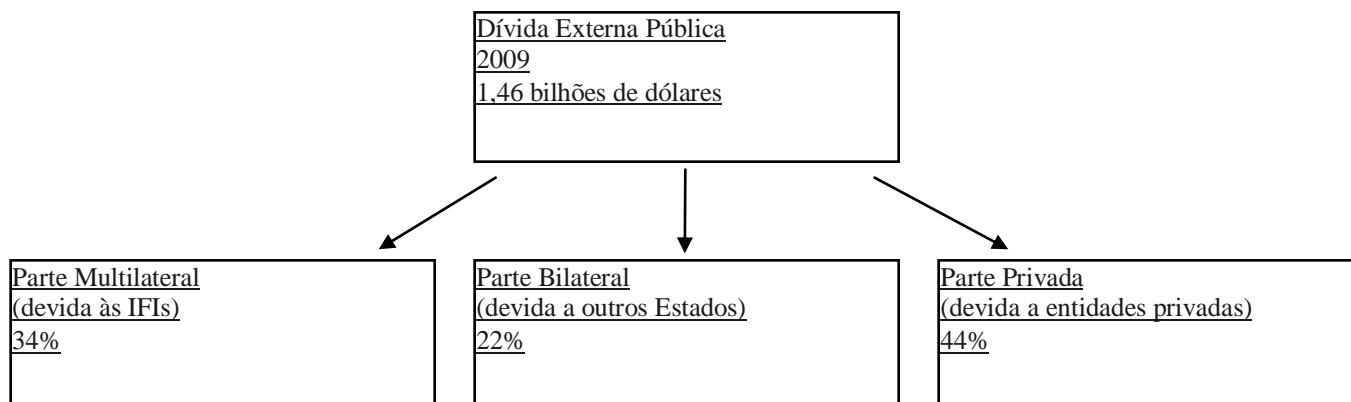 Dívida Externa Pública
2009
1,46 bilhões de dólares
Parte Multilateral
(devida às IFIs)
34%
Parte Bilateral
(devida a outros Estados)
22%
Parte Privada
(devida a entidades privadas)
44%